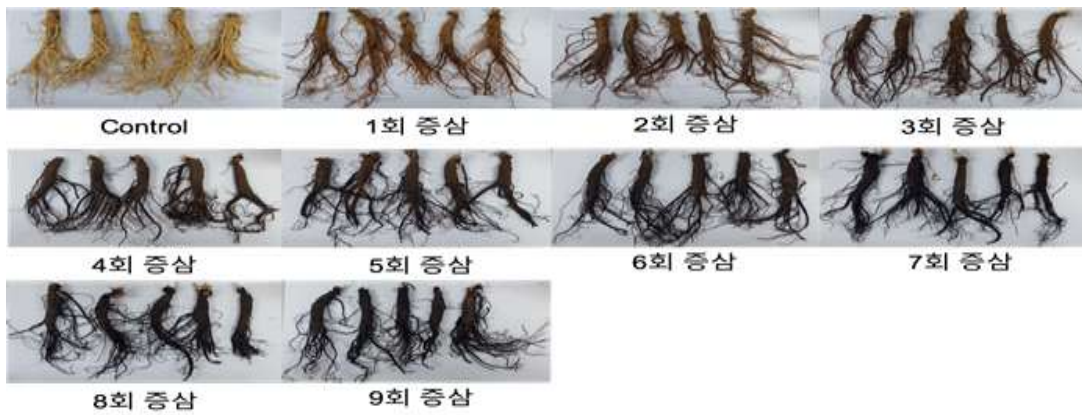 Control
1회 증삼
2회 증삼
3회 증삼
4회 증삼
5회 증삼
6회 증삼
7회 증삼
8회 증삼
9회 증삼